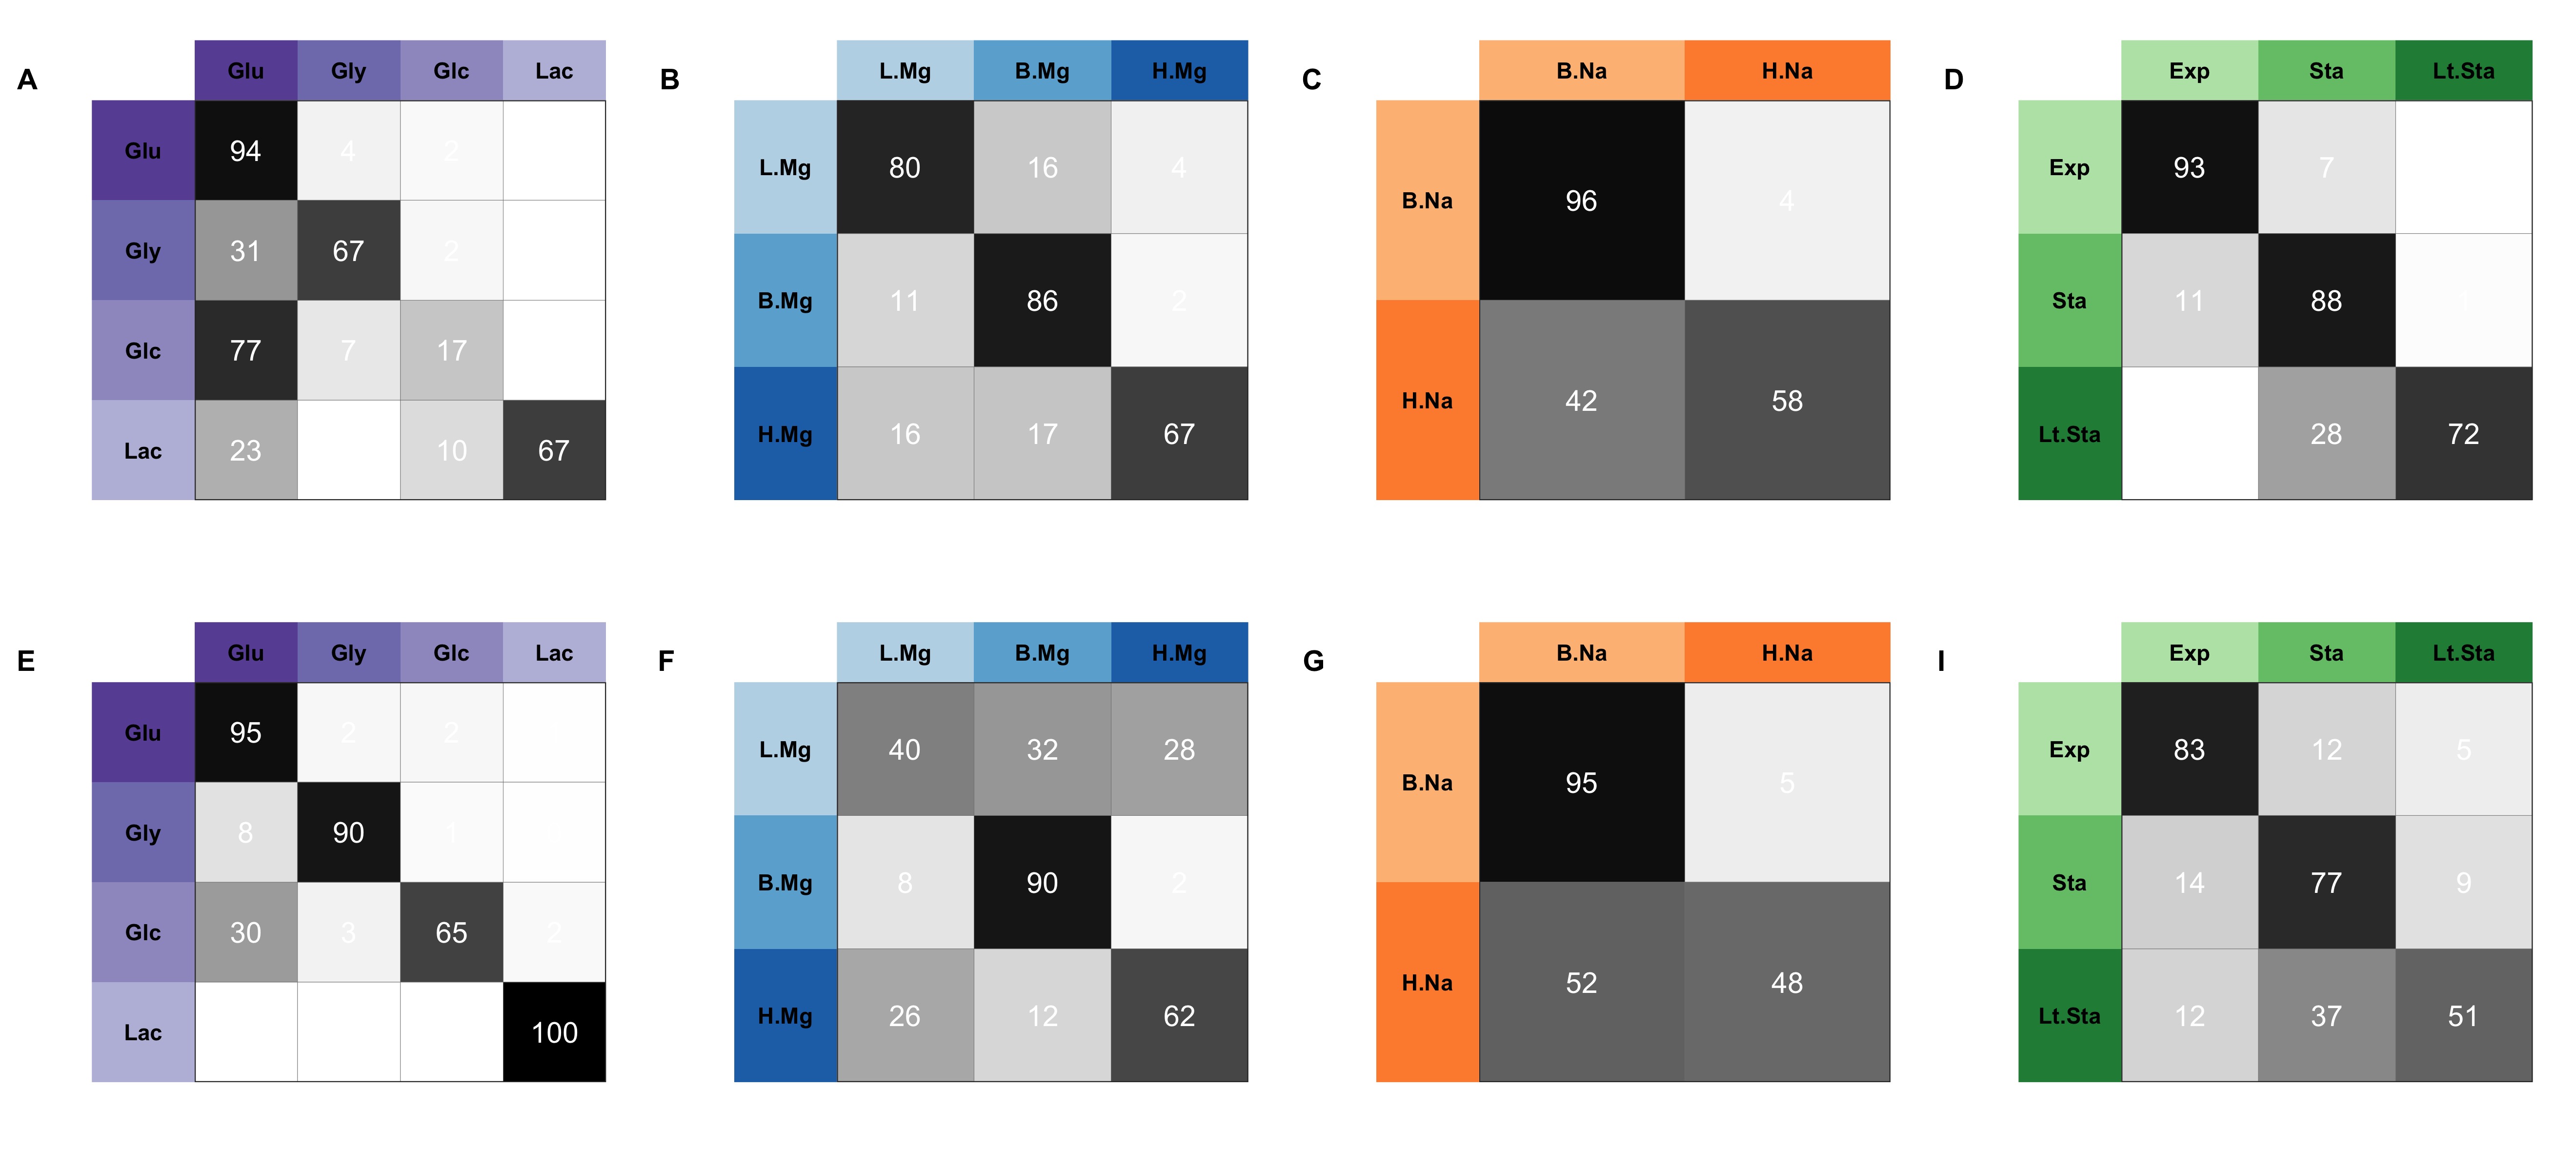 A Glu Gly Glc Lac
Glu 94 4 2
Gly 31 67 2
Glc 77 7 17
Lac 23 10 67
B L.Mg B.Mg H.Mg
L.Mg 80 16 4
B.Mg 11 86 2
H.Mg 16 17 67
C B.Na H.Na
B.Na 96 4
H.Na 42 58
D Exp Sta Lt.Sta
Exp 93 7
Sta 11 88
Lt.Sta 28 72
E Glu Gly Glc Lac
Glu 95 2 2
Gly 8 90 1
Glc 30 3 65 2
Lac 100
F L.Mg B.Mg H.Mg
L.Mg 40 32 28
B.Mg 8 90 2
H.Mg 26 12 62
G B.Na H.Na
B.Na 95 5
H.Na 52 48
I Exp Sta Lt.Sta
Exp 83 12 5
Sta 14 77 9
Lt.Sta 12 37 51